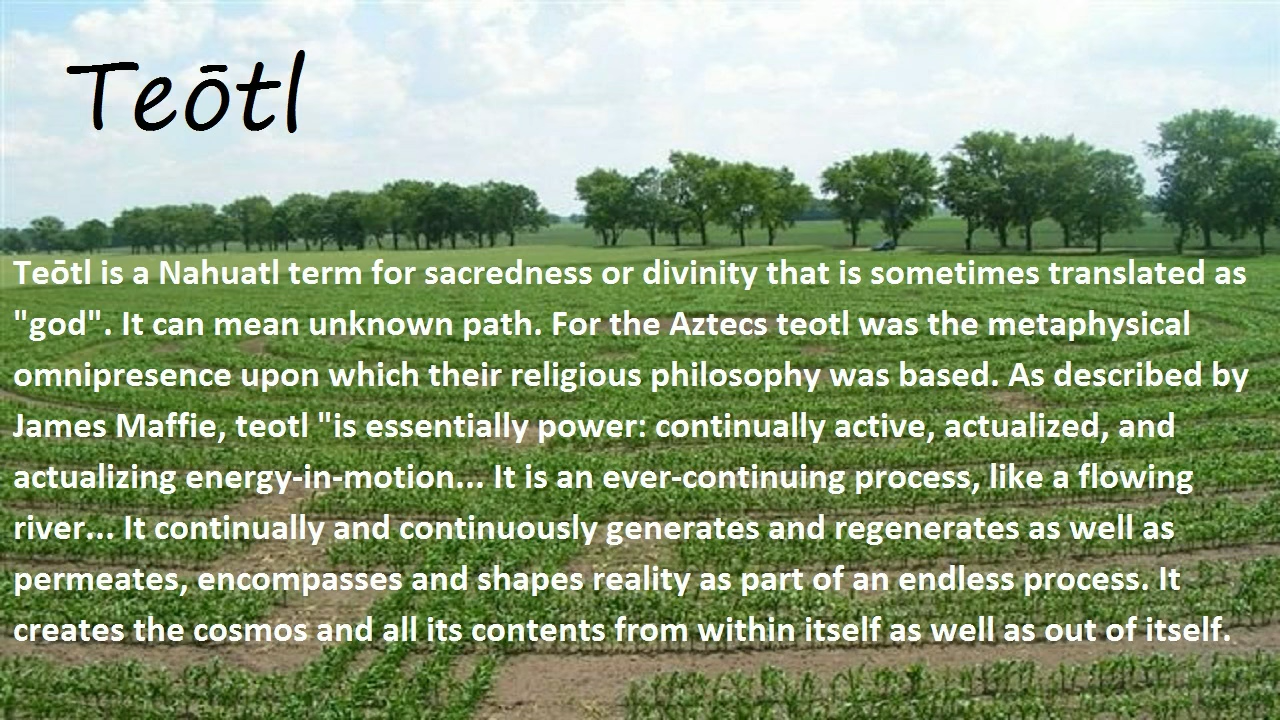 Teōtl
Teōtl is a Nahuatl term for sacredness or divinity that is sometimes translated as
"god". It can mean unknown path. For the Aztecs teotl was the metaphysical
omnipresence upon which their religious philosophy was based. As described by
James Maffie, teotl "is essentially power: continually active, actualized, and
actualizing energy-in-motion... It is an ever-continuing process, like a flowing
river... It continually and continuously generates and regenerates as well as
permeates, encompasses and shapes reality as part of an endless process. It
creates the cosmos and all its contents from within itself as well as out of itself.